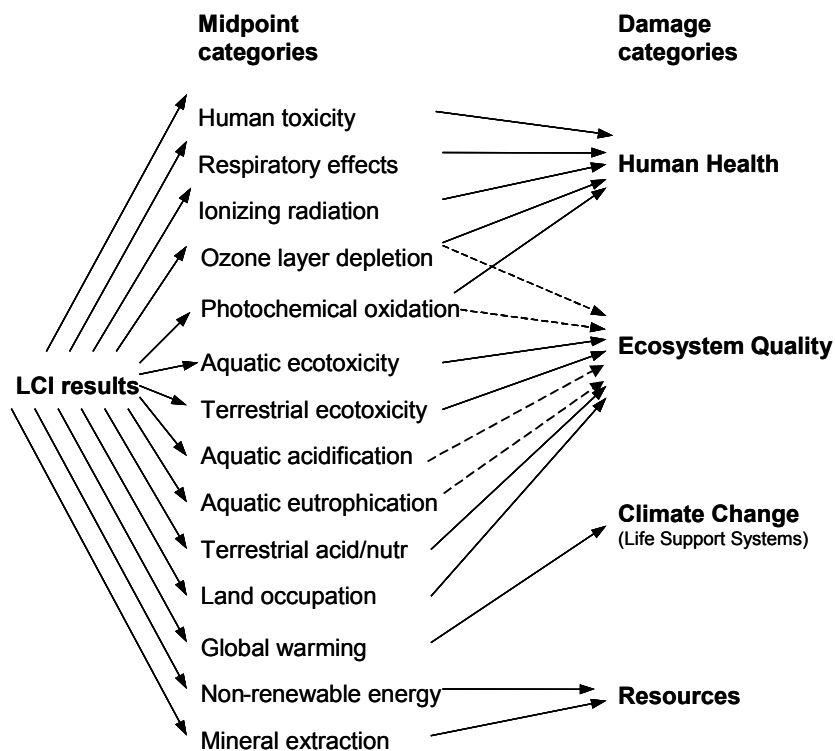 Midpoint
categories
Damage
categories
Human toxicity
Respiratory effects
Human Health
Ionizing radiation
Ozone layer depletion
Photochemical oxidation
Ecosystem Quality
Aquatic ecotoxicity
LCI results
Terrestrial ecotoxicity
Aquatic acidification
Aquatic eutrophication
Climate Change
(Life Support Systems)
Terrestrial acid/nutr
Land occupation
Global warming
Non-renewable energy
Resources
Mineral extraction